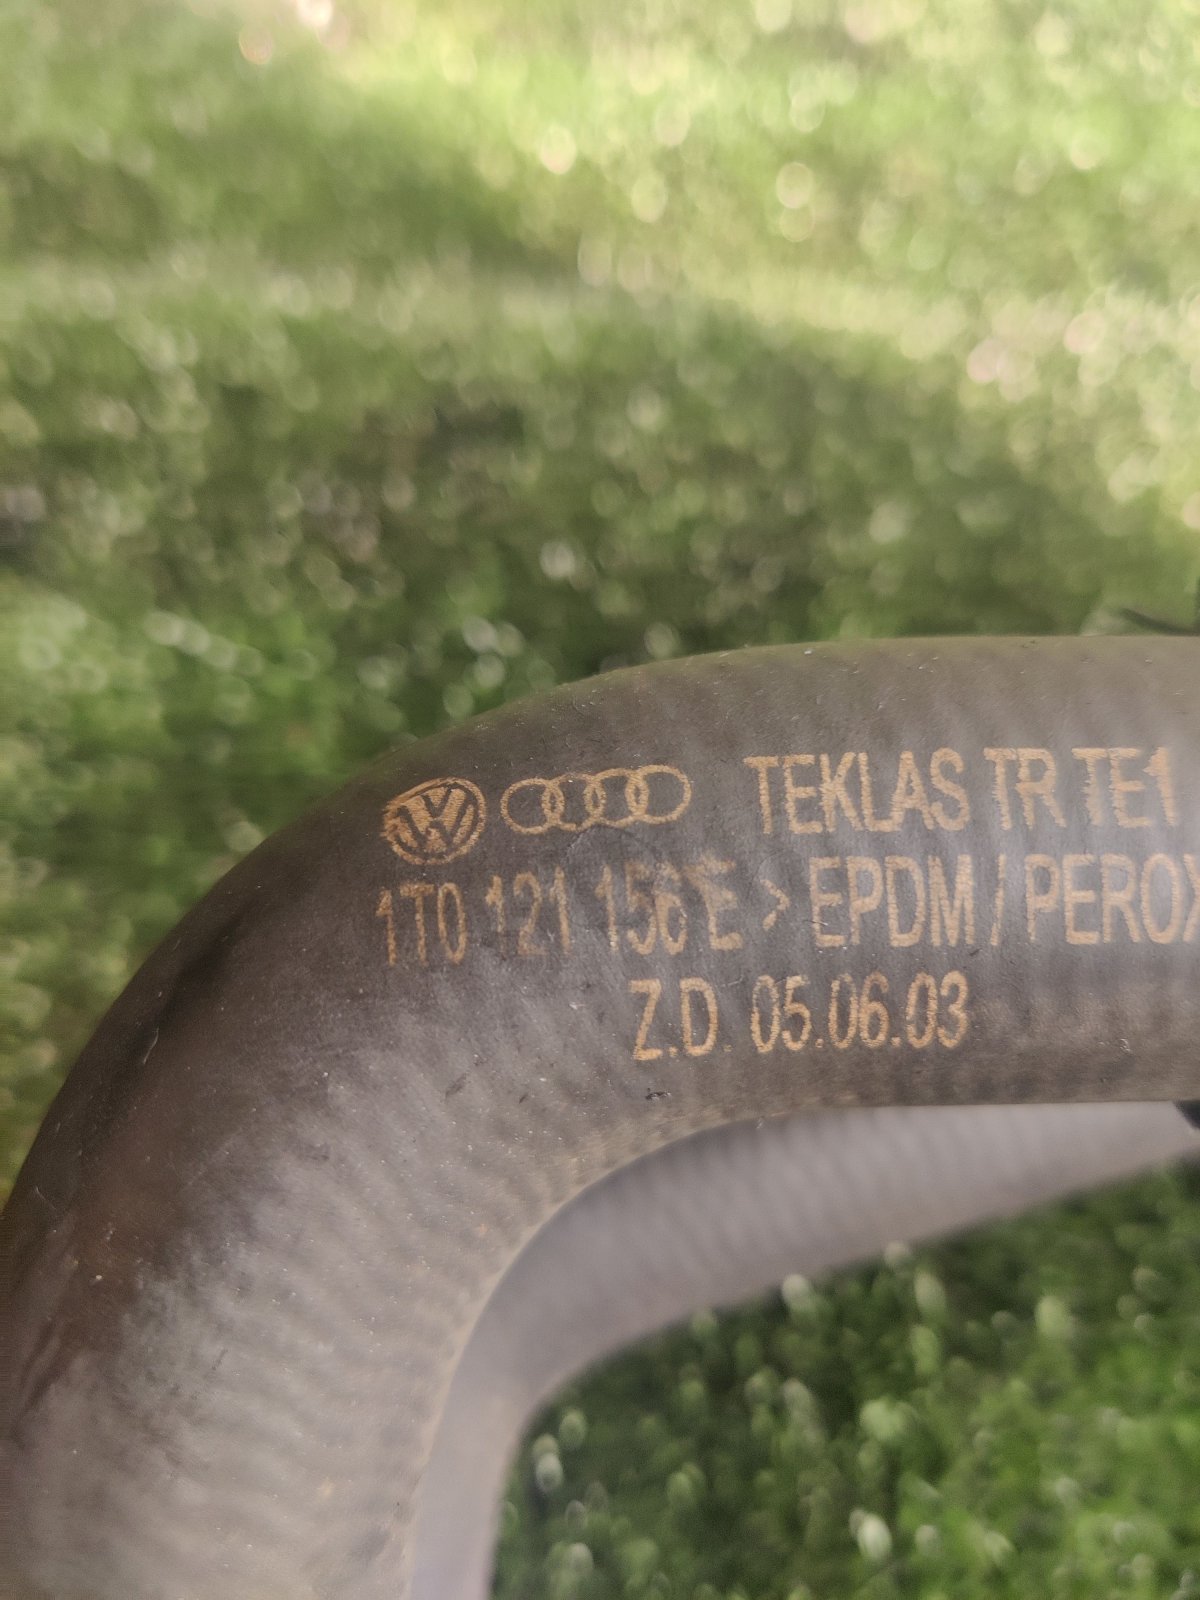 TEKLAS TR TE1
1T0 121 156 E > EPDM / PEROX
Z.D. 05.06.03